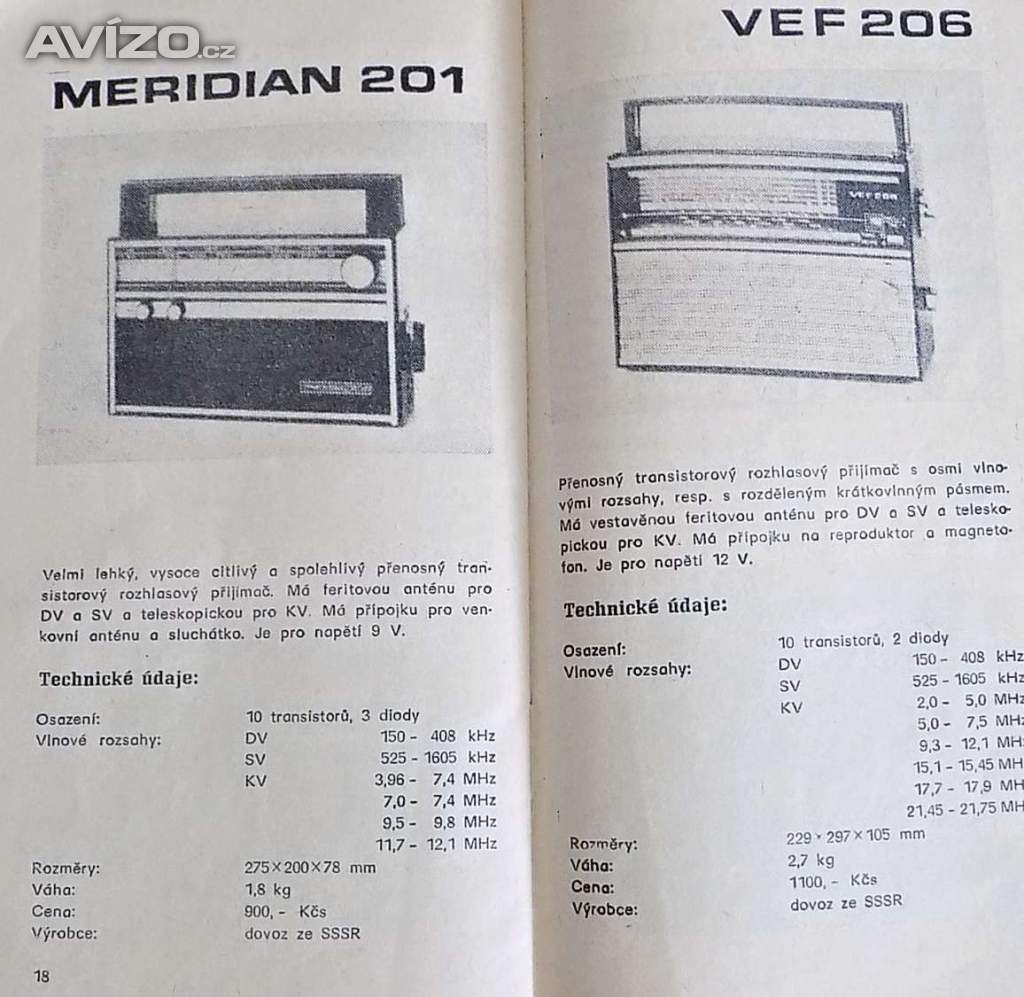 AVÍZO.cz
MERIDIAN 201
Velmi lehký, vysoce citlivý a spolehlivý přenosný tran-
sistorový rozhlasový přijímač. Má feritovou anténu pro
DV a SV a teleskopickou pro KV. Má přípojku pro ven-
kovní anténu a sluchátko. Je pro napětí 9 V.
Technické údaje:
Osazení: 10 transistorů, 3 diody
Vlnové rozsahy: DV 150 - 408 kHz
SV 525 - 1605 kHz
KV 3,96 - 7,4 MHz
7,0 - 7,4 MHz
9,5 - 9,8 MHz
11,7 - 12,1 MHz
Rozměry: 275×200×78 mm
Váha: 1,8 kg
Cena: 900,- Kčs
Výrobce: dovoz ze SSSR
18
VEF 206
VEF 206
Přenosný transistorový rozhlasový přijímač s osmi vlno-
vými rozsahy, resp. s rozděleným krátkovlnným pásmem.
Má vestavěnou feritovou anténu pro DV a SV a telesko-
pickou pro KV. Má přípojku na reproduktor a magneto-
fon. Je pro napětí 12 V.
Technické údaje:
Osazení: 10 transistorů, 2 diody
Vlnové rozsahy: DV 150 - 408 kHz
SV 525 - 1605 kHz
KV 2,0 - 5,0 MHz
5,0 - 7,5 MHz
9,3 - 12,1 MHz
15,1 - 15,45 MH
17,7 - 17,9 MH
21,45 - 21,75 MH
Rozměry: 229×297×105 mm
Váha: 2,7 kg
Cena: 1100,- Kčs
Výrobce: dovoz ze SSSR